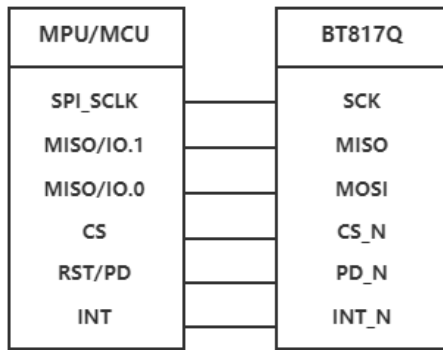 MPU/MCU BT817Q
SPI_SCLK SCK
MISO/IO.1 MISO
MISO/IO.0 MOSI
CS CS_N
RST/PD PD_N
INT INT_N